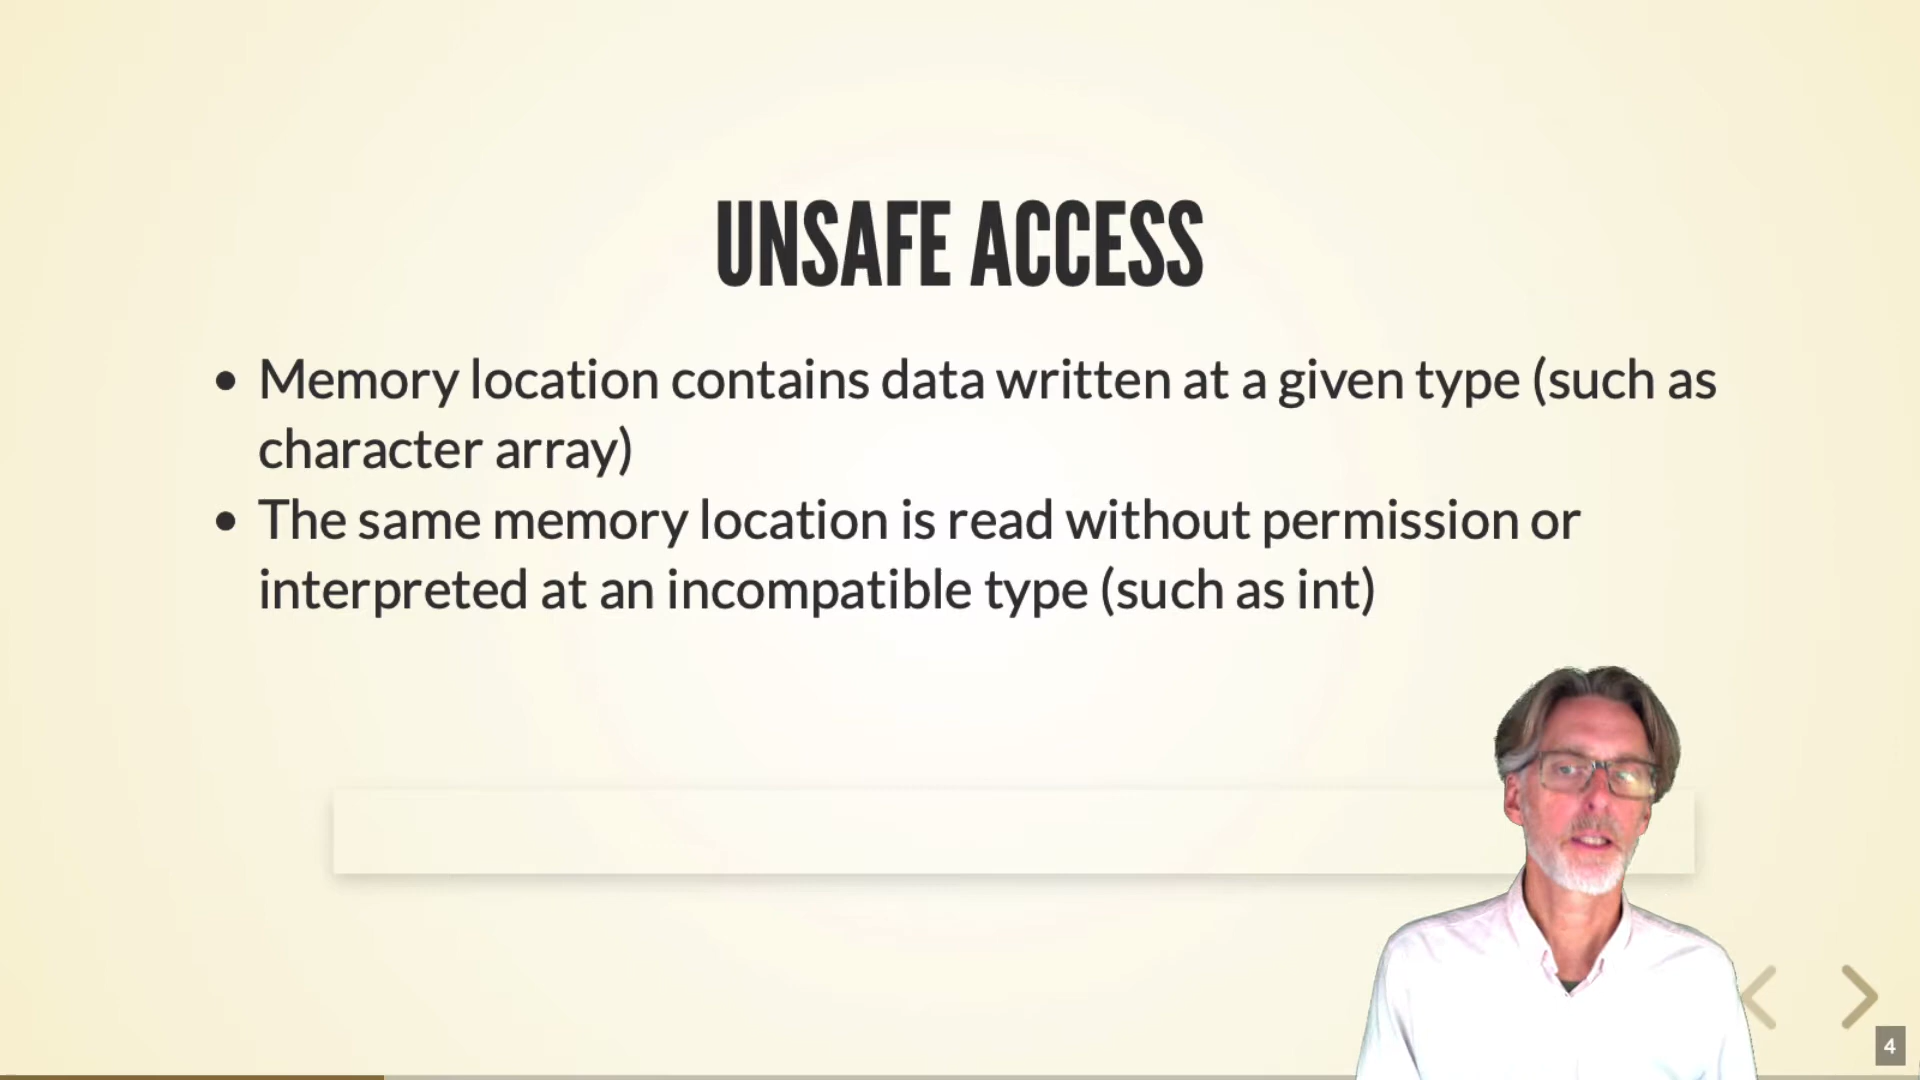 UNSAFE ACCESS
• Memory location contains data written at a given type (such as
character array)
• The same memory location is read without permission or
interpreted at an incompatible type (such as int)
4